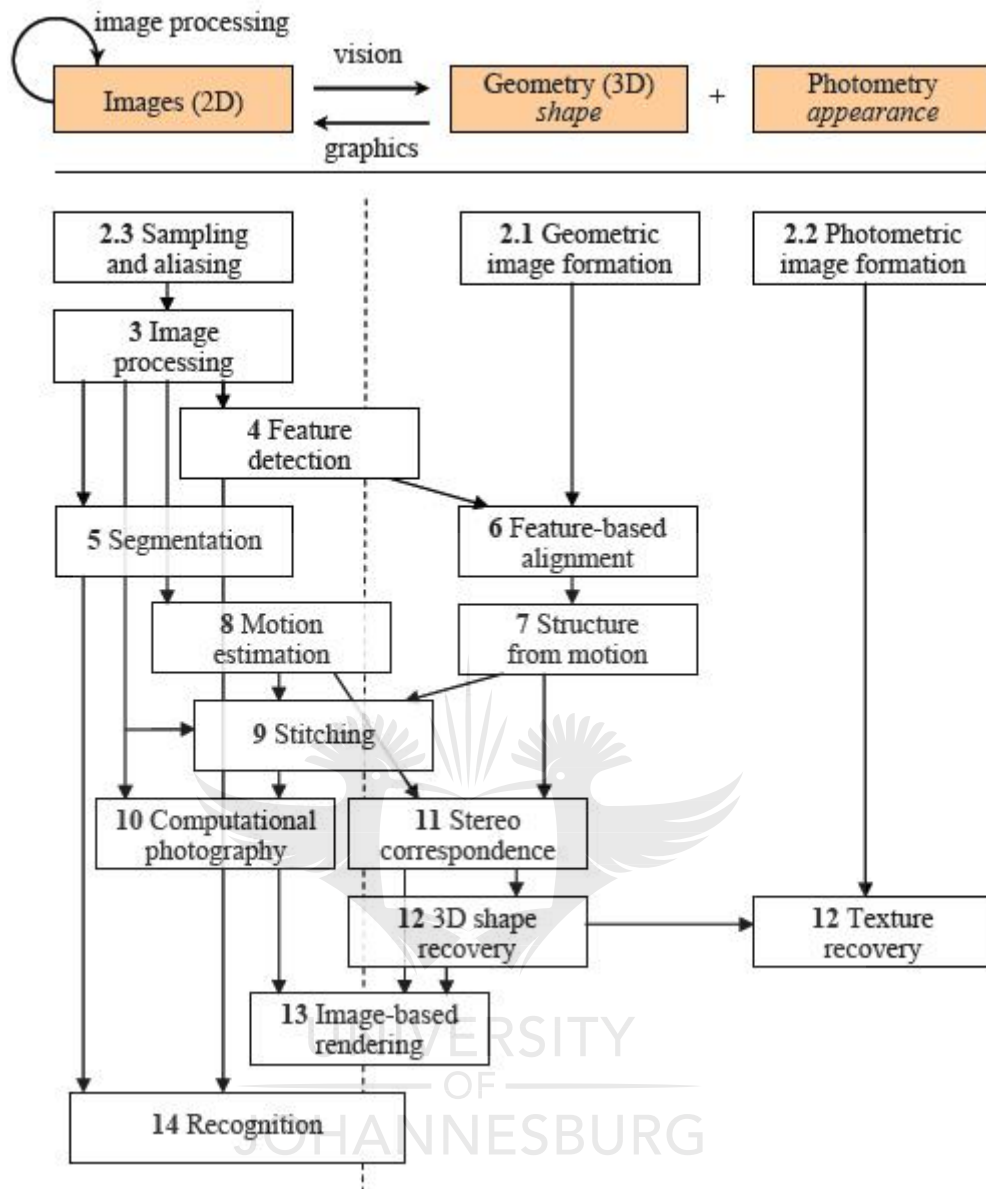 image processing
Images (2D)
vision
graphics
Geometry (3D)
shape
+
Photometry
appearance
2.3 Sampling
and aliasing
2.1 Geometric
image formation
2.2 Photometric
image formation
3 Image
processing
4 Feature
detection
5 Segmentation
6 Feature-based
alignment
8 Motion
estimation
7 Structure
from motion
9 Stitching
10 Computational
photography
11 Stereo
correspondence
12 3D shape
recovery
12 Texture
recovery
13 Image-based
rendering
14 Recognition
UNIVERSITY
OF
JOHANNESBURG